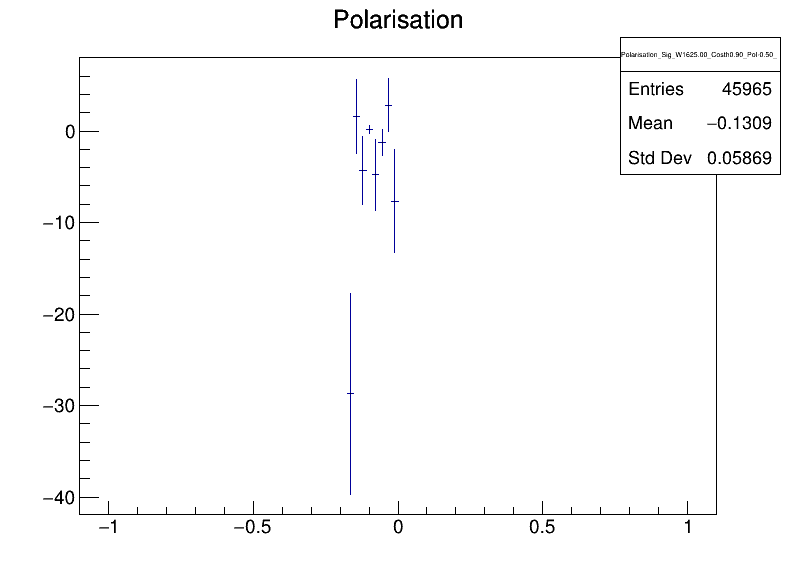 Polarisation
Polarisation_Sig_W1625.00_Costh0.90_Pol-0.50_
Entries 45965
Mean −0.1309
Std Dev 0.05869
0
−10
−20
−30
−40
−1 −0.5 0 0.5 1